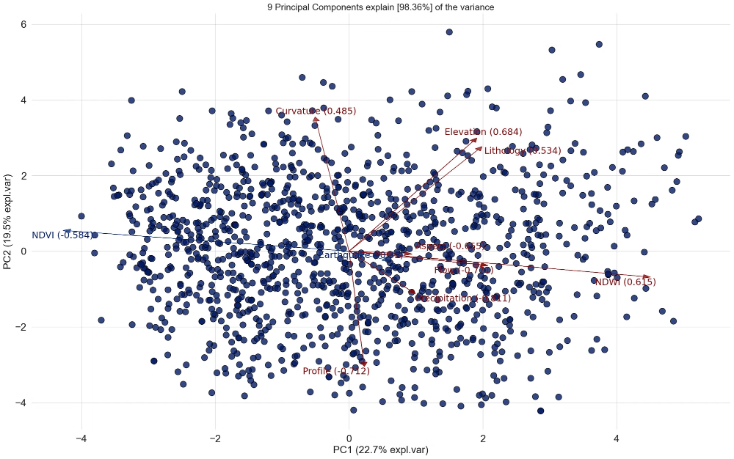 9 Principal Components explain [98.36%] of the variance
6
Curvature (0.485)
4
Elevation (0.684)
Lithology (0.534)
2
NDVI (-0.584)
0
NDWI (0.615)
−2
Profile (-0.712)
−4
PC2 (19.5% expl.var)
−4 −2 0 2 4
PC1 (22.7% expl.var)